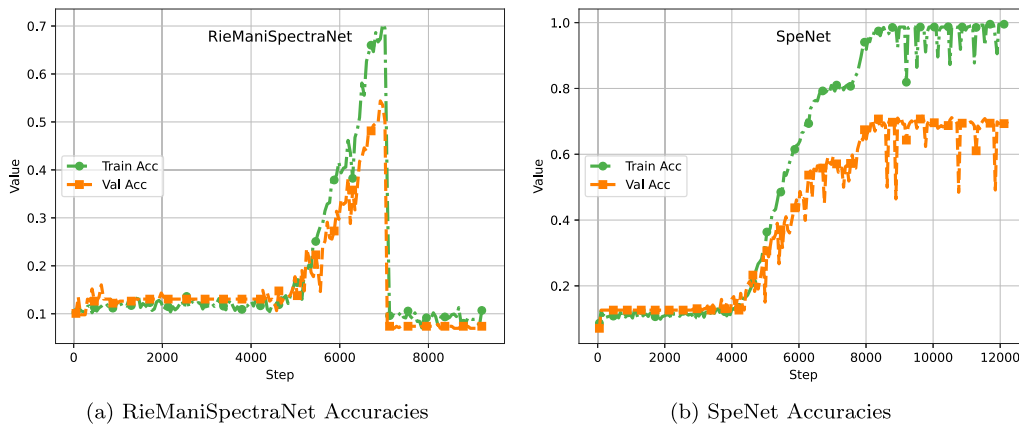 RieManiSpectraNet
Train Acc
Val Acc
Value
0.7
0.6
0.5
0.4
0.3
0.2
0.1
0
2000
4000
6000
8000
Step
(a) RieManiSpectraNet Accuracies
SpeNet
Train Acc
Val Acc
Value
1.0
0.8
0.6
0.4
0.2
0
2000
4000
6000
8000
10000
12000
Step
(b) SpeNet Accuracies